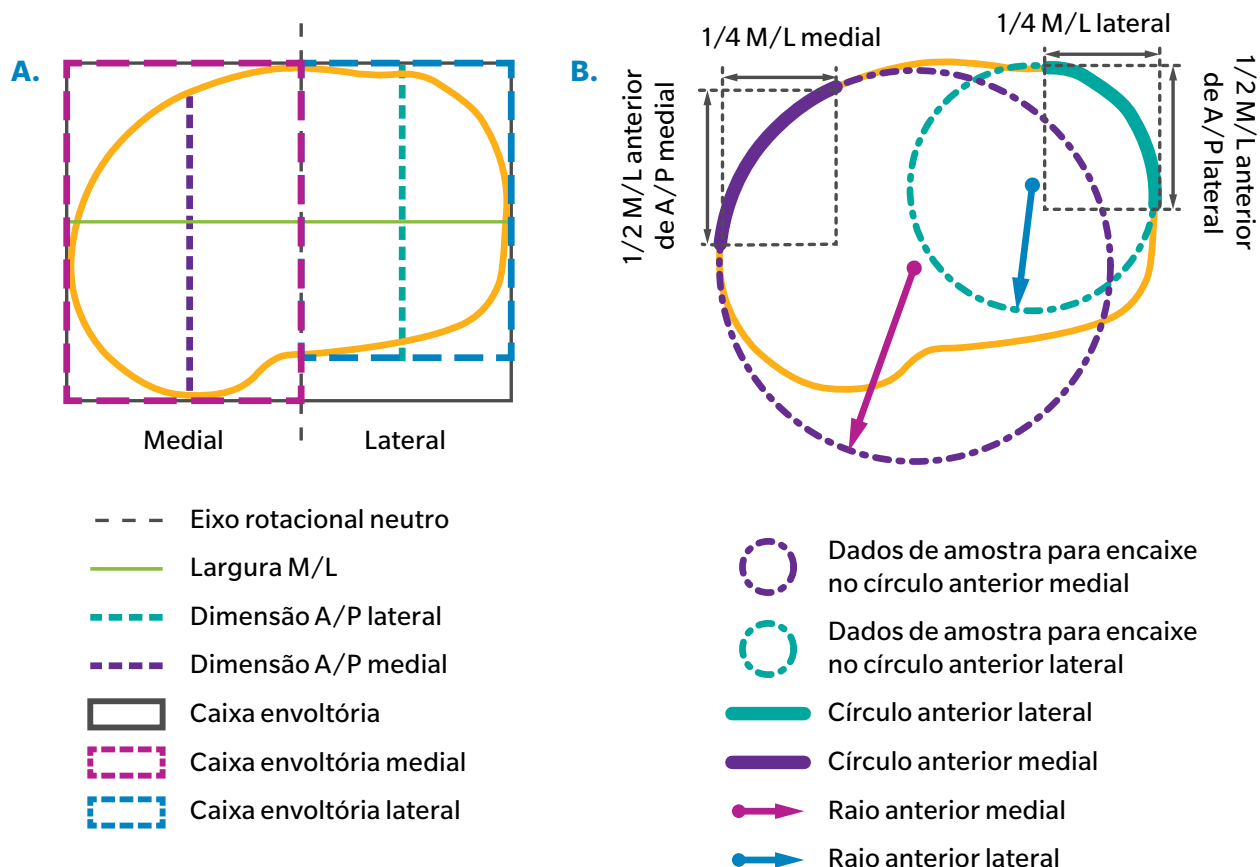 A.
Medial
Lateral
Eixo rotacional neutro
Largura M/L
Dimensão A/P lateral
Dimensão A/P medial
Caixa envoltória
Caixa envoltória medial
Caixa envoltória lateral
B.
1/4 M/L medial
1/4 M/L lateral
1/2 M/L anterior
de A/P medial
1/2 M/L anterior
de A/P lateral
Dados de amostra para encaixe
no círculo anterior medial
Dados de amostra para encaixe
no círculo anterior lateral
Círculo anterior lateral
Círculo anterior medial
Raio anterior medial
Raio anterior lateral